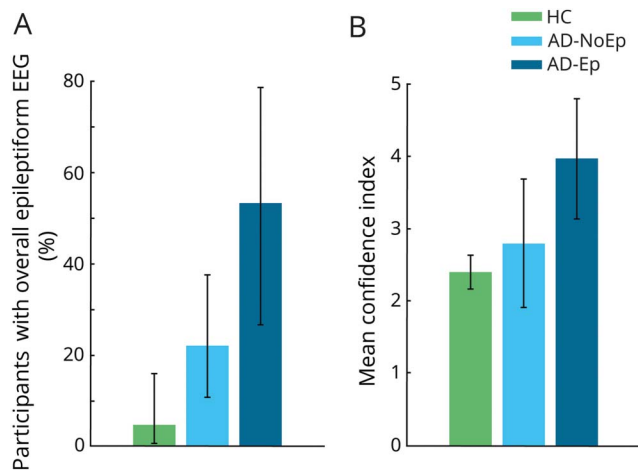 A
B
HC
AD-NoEp
AD-Ep
Participants with overall epileptiform EEG
(%)
80
60
40
20
0
Mean confidence index
5
4
3
2
1
0